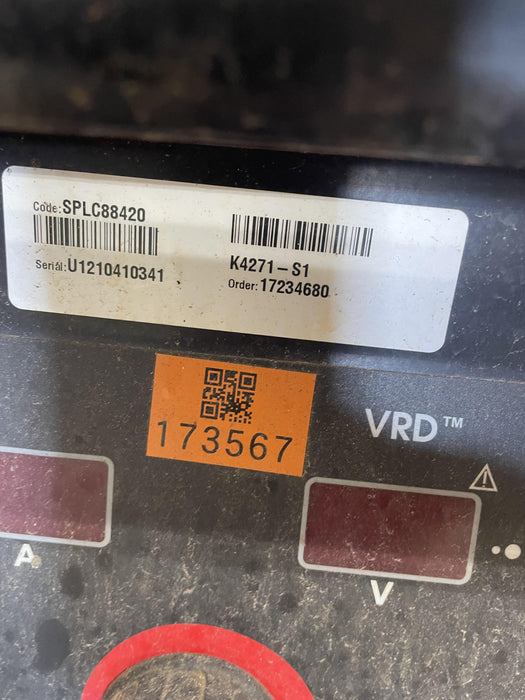 Code: SPLC88420
Serial: U1210410341
K4271-S1
Order: 17234680
173567
VRD™
A
V